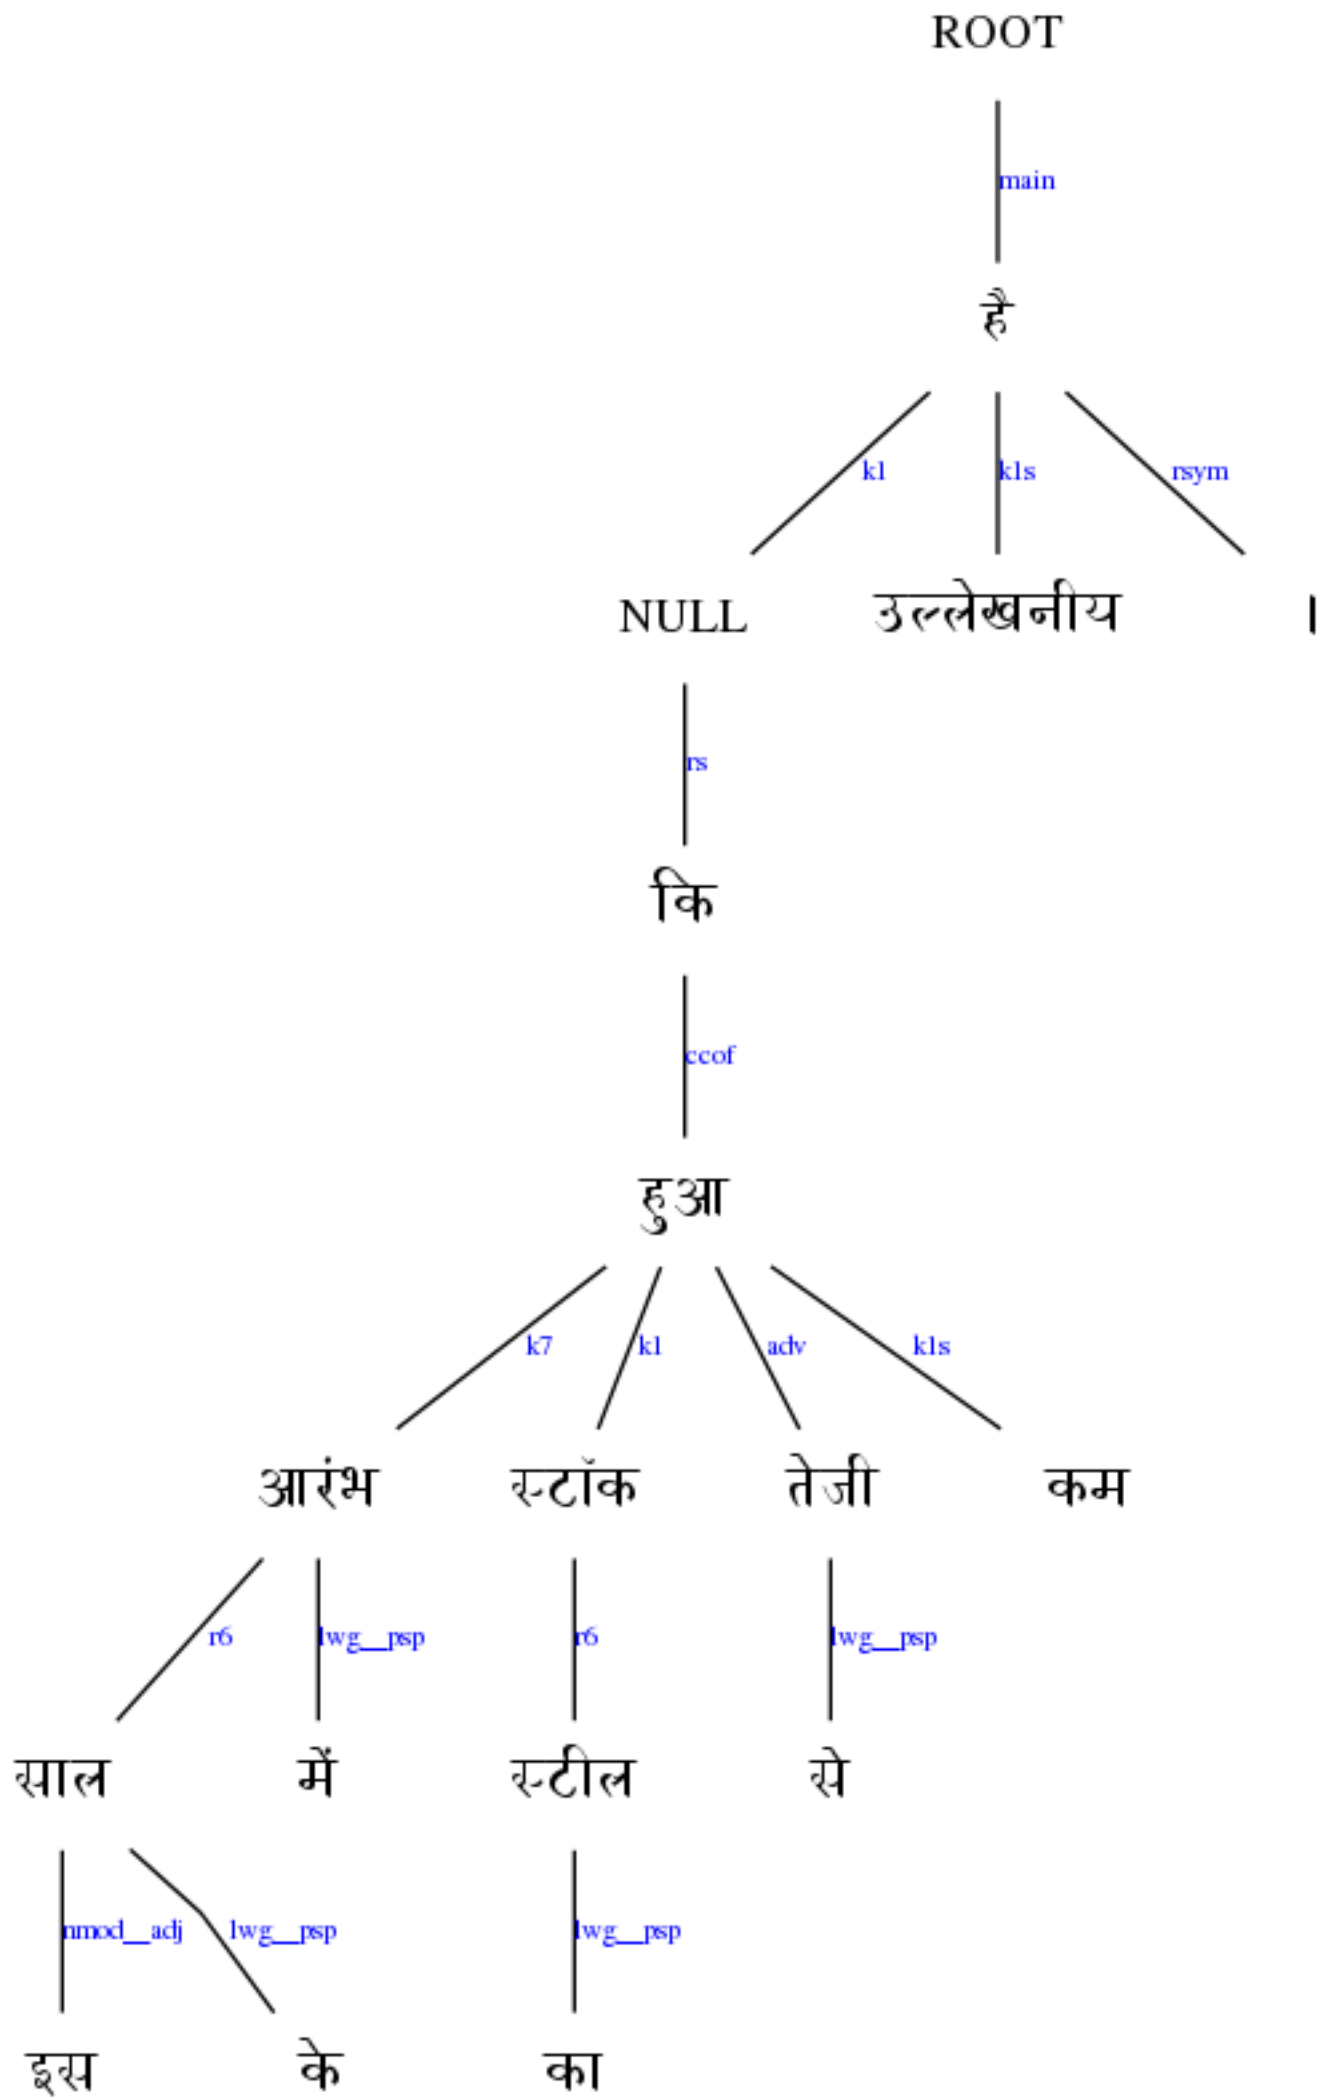 ROOT
main
है
k1 k1s rsym
NULL उल्लेखनीय ।
rs
कि
ccof
हुआ
k7 k1 adv k1s
आरंभ स्टॉक तेजी कम
r6 lwg__psp r6 lwg__psp
साल में स्टील से
nmod__adj lwg__psp lwg__psp
इस के का